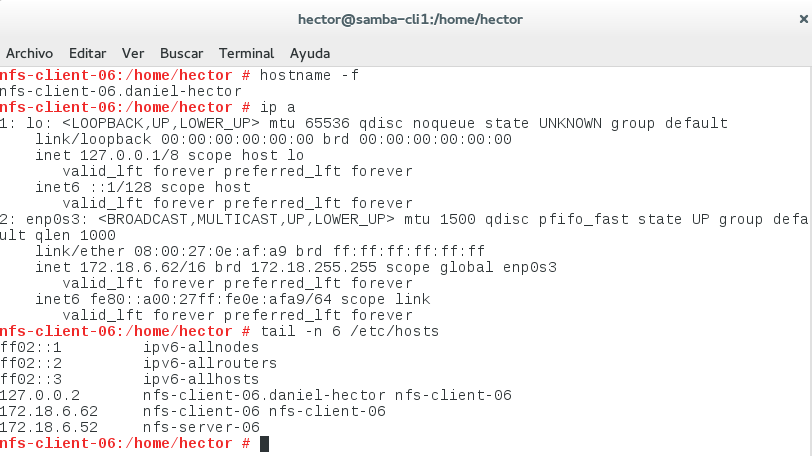 hector@samba-cli1:/home/hector
Archivo Editar Ver Buscar Terminal Ayuda
nfs-client-06:/home/hector # hostname -f
nfs-client-06.daniel-hector
nfs-client-06:/home/hector # ip a
1: lo: <LOOPBACK,UP,LOWER_UP> mtu 65536 qdisc noqueue state UNKNOWN group default
    link/loopback 00:00:00:00:00:00 brd 00:00:00:00:00:00
    inet 127.0.0.1/8 scope host lo
       valid_lft forever preferred_lft forever
    inet6 ::1/128 scope host
       valid_lft forever preferred_lft forever
2: enp0s3: <BROADCAST,MULTICAST,UP,LOWER_UP> mtu 1500 qdisc pfifo_fast state UP group defa
ult qlen 1000
    link/ether 08:00:27:0e:af:a9 brd ff:ff:ff:ff:ff:ff
    inet 172.18.6.62/16 brd 172.18.255.255 scope global enp0s3
       valid_lft forever preferred_lft forever
    inet6 fe80::a00:27ff:fe0e:afa9/64 scope link
       valid_lft forever preferred_lft forever
nfs-client-06:/home/hector # tail -n 6 /etc/hosts
ff02::1         ipv6-allnodes
ff02::2         ipv6-allrouters
ff02::3         ipv6-allhosts
127.0.0.2       nfs-client-06.daniel-hector nfs-client-06
172.18.6.62     nfs-client-06 nfs-client-06
172.18.6.52     nfs-server-06
nfs-client-06:/home/hector #